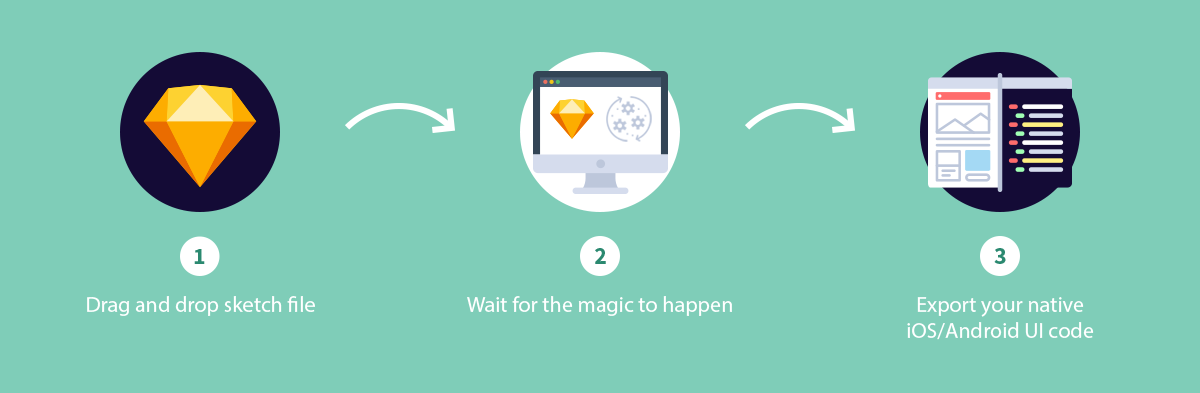 1
Drag and drop sketch file
2
Wait for the magic to happen
3
Export your native
iOS/Android UI code